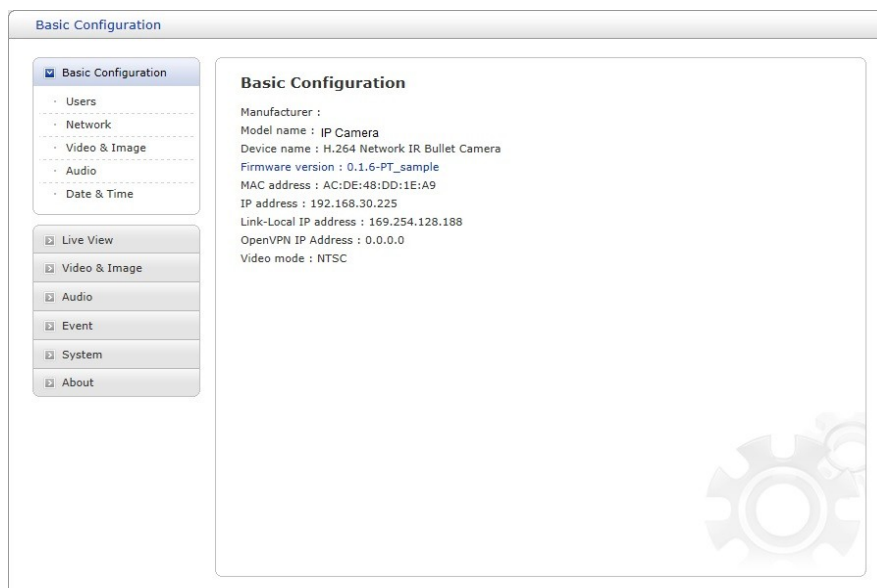 Basic Configuration
Basic Configuration
Users
Network
Video & Image
Audio
Date & Time
Live View
Video & Image
Audio
Event
System
About
Basic Configuration
Manufacturer :
Model name : IP Camera
Device name : H.264 Network IR Bullet Camera
Firmware version : 0.1.6-PT_sample
MAC address : AC:DE:48:DD:1E:A9
IP address : 192.168.30.225
Link-Local IP address : 169.254.128.188
OpenVPN IP Address : 0.0.0.0
Video mode : NTSC